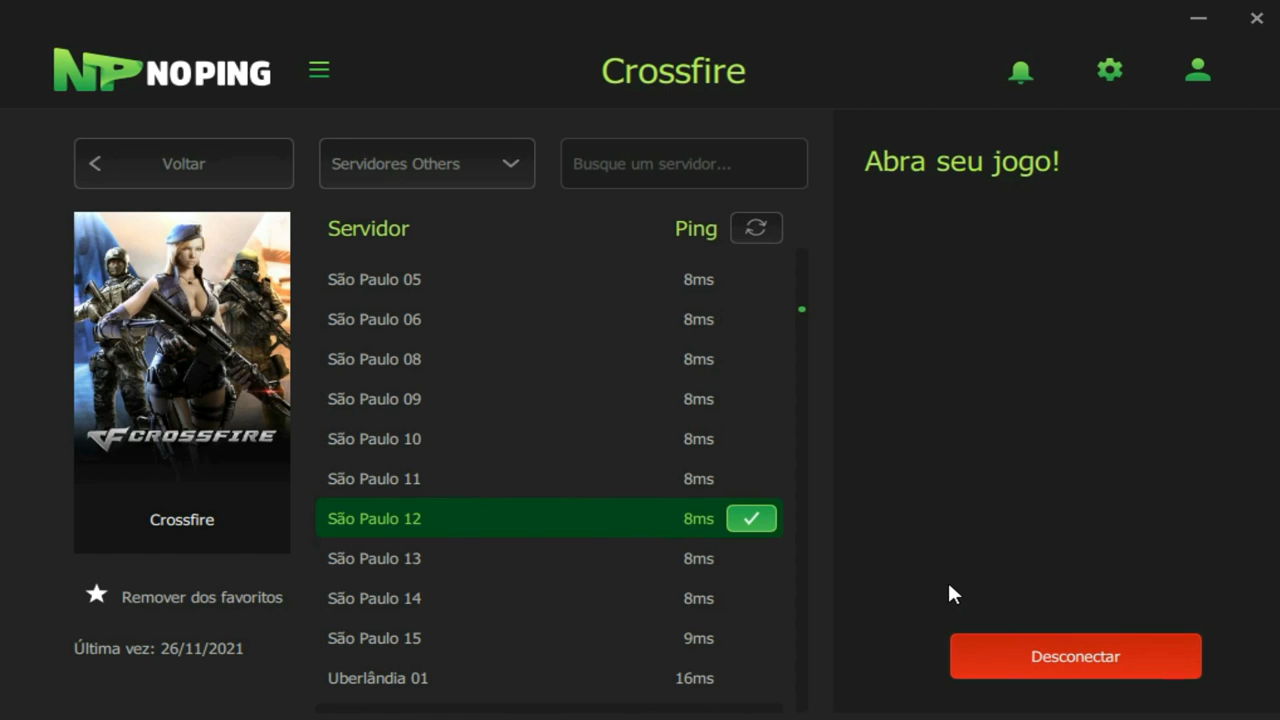 NP NOPING
Crossfire
Voltar
Servidores Others
Busque um servidor...
Abra seu jogo!
Servidor Ping
São Paulo 05 8ms
São Paulo 06 8ms
São Paulo 08 8ms
São Paulo 09 8ms
São Paulo 10 8ms
São Paulo 11 8ms
São Paulo 12 8ms
São Paulo 13 8ms
São Paulo 14 8ms
São Paulo 15 9ms
Uberlândia 01 16ms
CF CROSSFIRE
Crossfire
Remover dos favoritos
Última vez: 26/11/2021
Desconectar